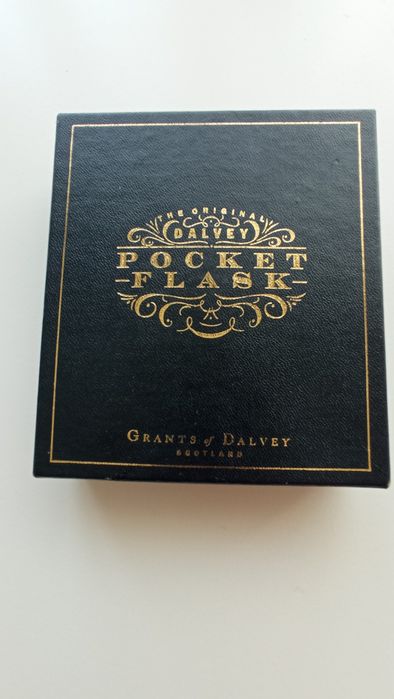 THE ORIGINAL
DALVEY
POCKET
-FLASK-
GRANTS of DALVEY
SCOTLAND